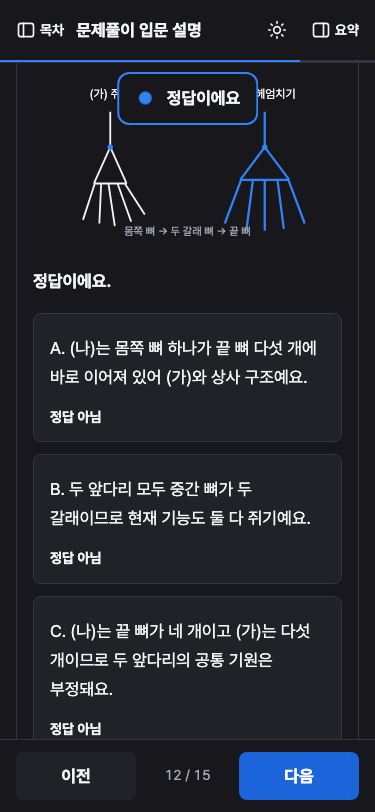 목차
문제풀이 입문 설명
요약
(가)
정답이에요
헤엄치기
몸쪽 뼈 → 두 갈래 뼈 → 끝 뼈
정답이에요.
A. (나)는 몸쪽 뼈 하나가 끝 뼈 다섯 개에
바로 이어져 있어 (가)와 상사 구조예요.
정답 아님
B. 두 앞다리 모두 중간 뼈가 두
갈래이므로 현재 기능도 둘 다 쥐기예요.
정답 아님
C. (나)는 끝 뼈가 네 개이고 (가)는 다섯
개이므로 두 앞다리의 공통 기원은
부정돼요.
정답 아님
이전
12 / 15
다음